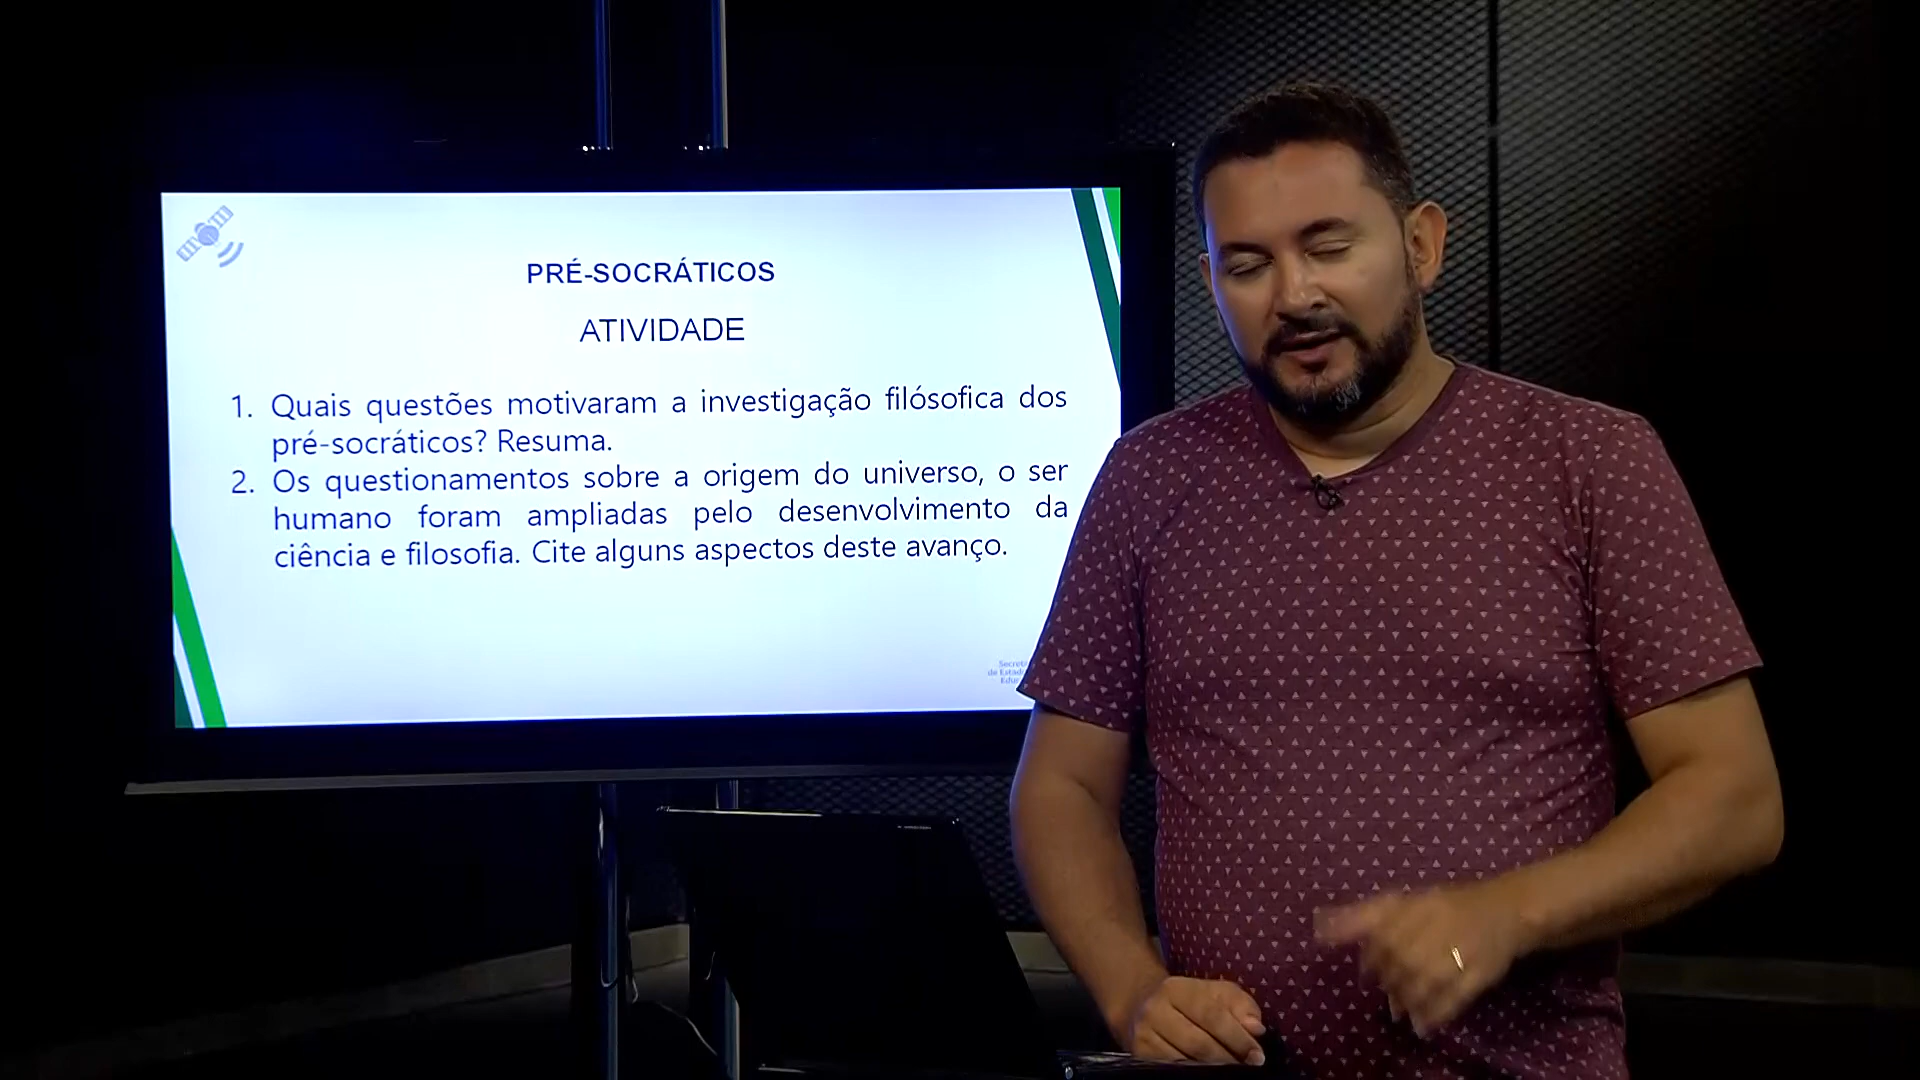 PRÉ-SOCRÁTICOS
ATIVIDADE
1. Quais questões motivaram a investigação filósofica dos
pré-socráticos? Resuma.
2. Os questionamentos sobre a origem do universo, o ser
humano foram ampliadas pelo desenvolvimento da
ciência e filosofia. Cite alguns aspectos deste avanço.